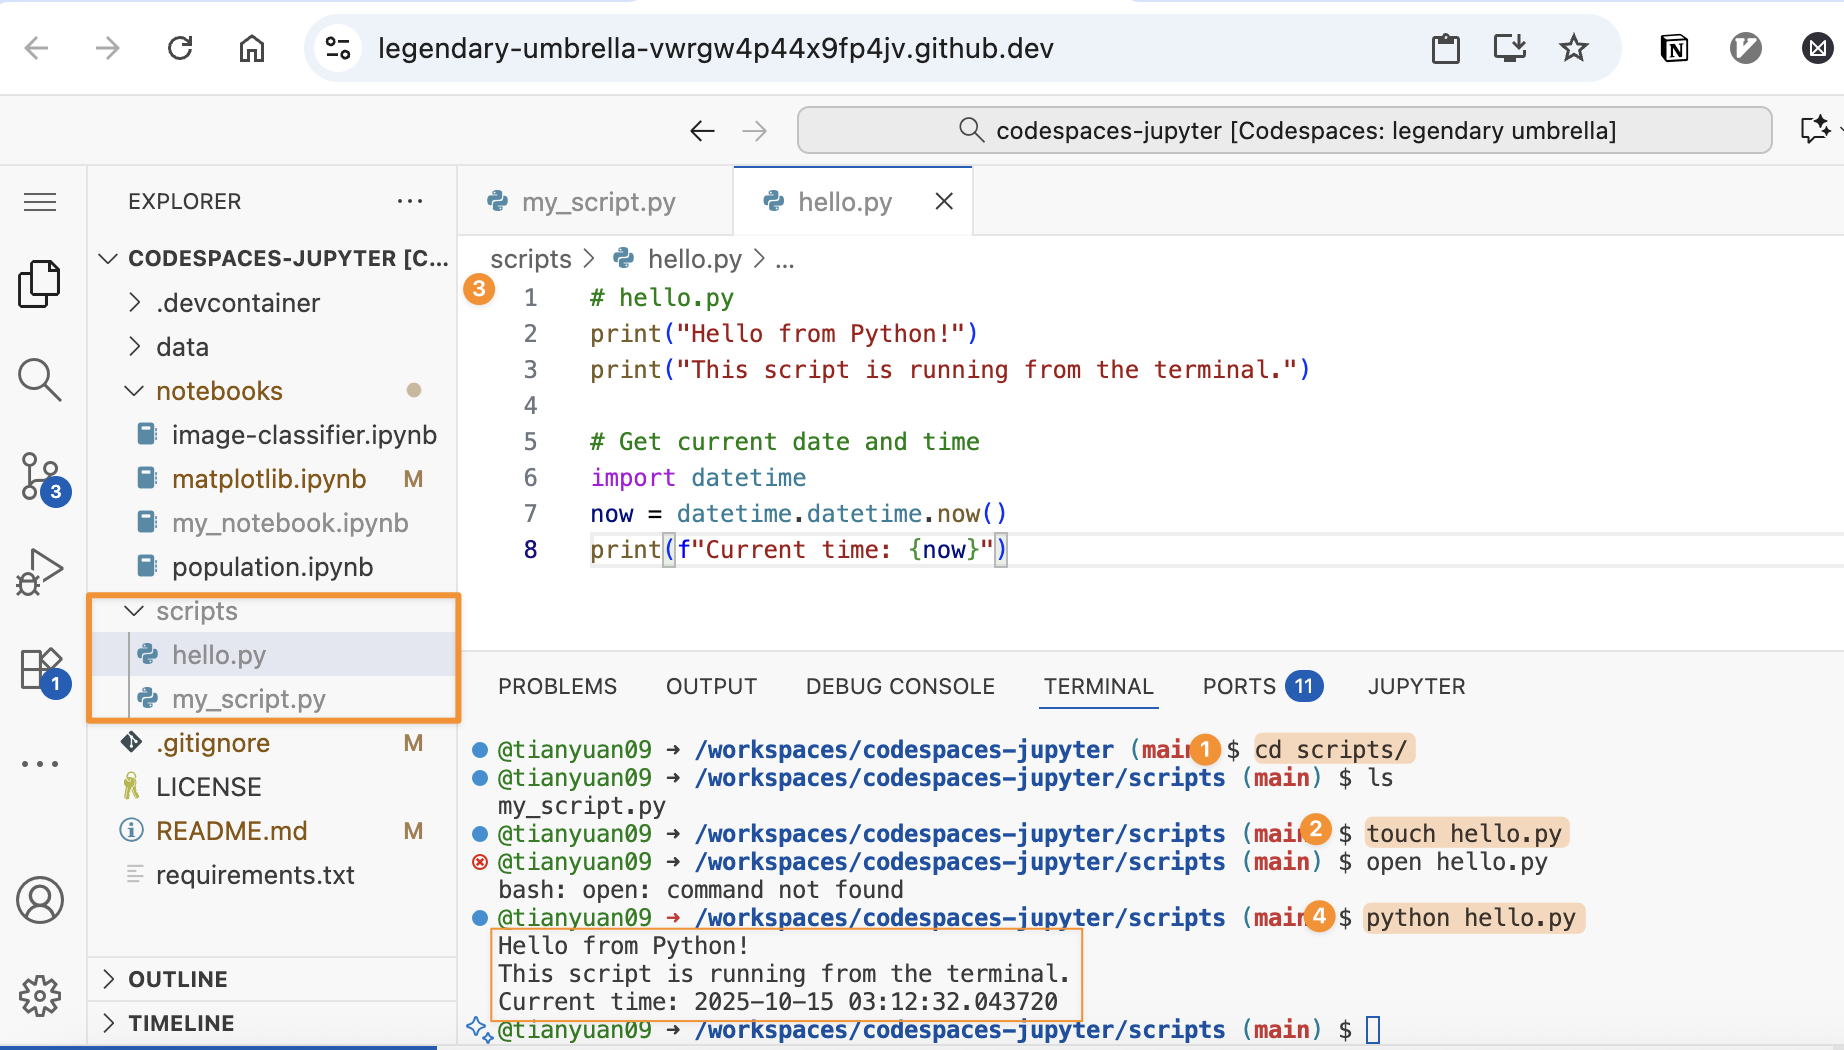 legendary-umbrella-vwrgw4p44x9fp4jv.github.dev
codespaces-jupyter [Codespaces: legendary umbrella]
EXPLORER
CODESPACES-JUPYTER [C...
.devcontainer
data
notebooks
image-classifier.ipynb
matplotlib.ipynb M
my_notebook.ipynb
population.ipynb
scripts
hello.py
my_script.py
.gitignore M
LICENSE
README.md M
requirements.txt
OUTLINE
TIMELINE
3
1
my_script.py
hello.py
scripts > hello.py > ...
3
1 # hello.py
2 print("Hello from Python!")
3 print("This script is running from the terminal.")
4
5 # Get current date and time
6 import datetime
7 now = datetime.datetime.now()
8 print(f"Current time: {now}")
PROBLEMS OUTPUT DEBUG CONSOLE TERMINAL PORTS 11 JUPYTER
@tianyuan09 ➜ /workspaces/codespaces-jupyter (main 1 $ cd scripts/
@tianyuan09 ➜ /workspaces/codespaces-jupyter/scripts (main) $ ls
my_script.py
@tianyuan09 ➜ /workspaces/codespaces-jupyter/scripts (main 2 $ touch hello.py
@tianyuan09 ➜ /workspaces/codespaces-jupyter/scripts (main) $ open hello.py
bash: open: command not found
@tianyuan09 ➜ /workspaces/codespaces-jupyter/scripts (main 4 $ python hello.py
Hello from Python!
This script is running from the terminal.
Current time: 2025-10-15 03:12:32.043720
@tianyuan09 ➜ /workspaces/codespaces-jupyter/scripts (main) $